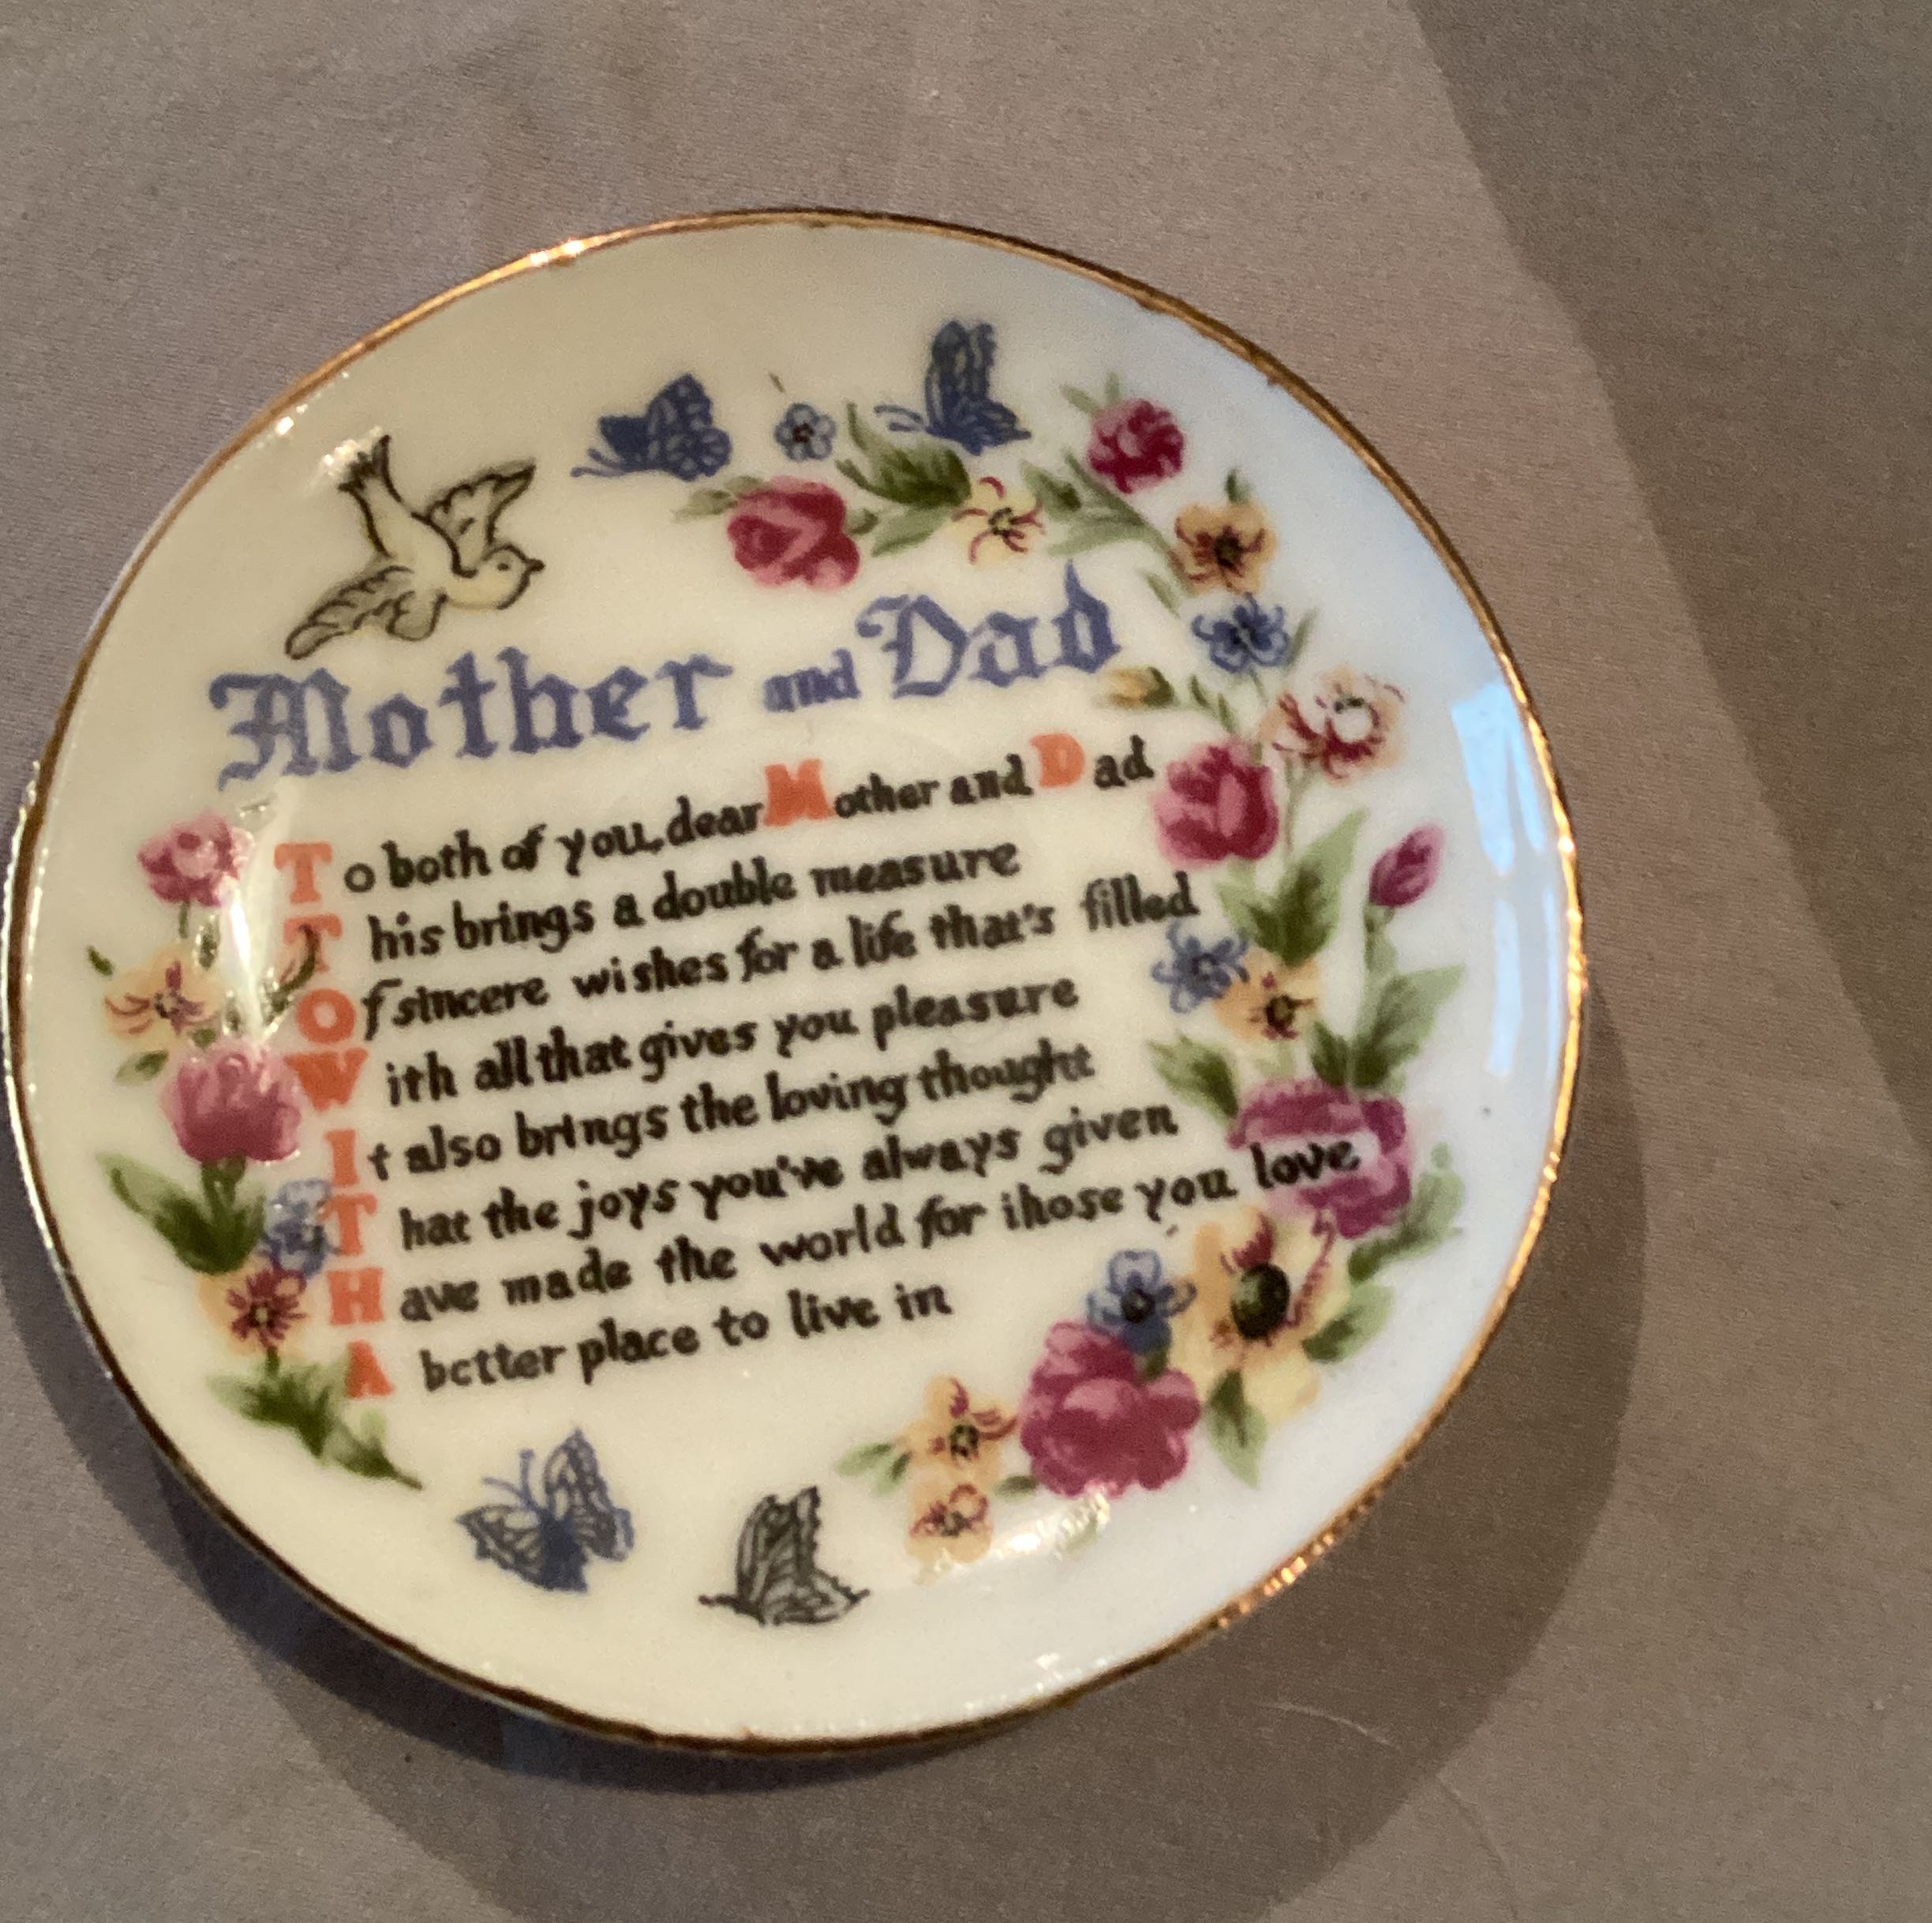 Mother and Dad
To both of you, dear Mother and Dad
This brings a double measure
Of sincere wishes for a life that's filled
With all that gives you pleasure
It also brings the loving thought
That the joys you've always given
Have made the world for those you love
A better place to live in